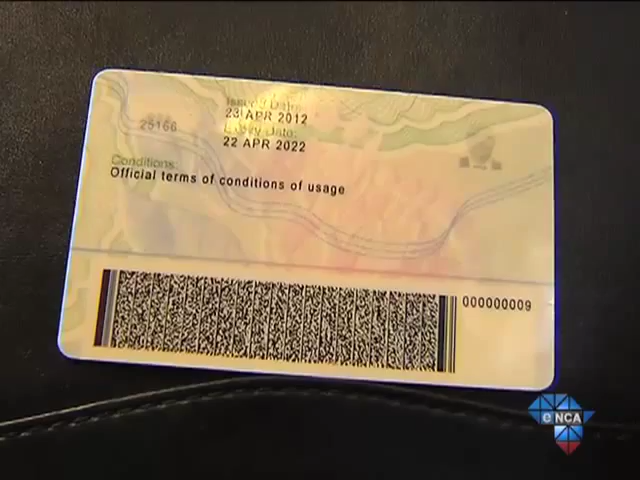 Issued Date:
23 APR 2012
25166
Expiry Date:
22 APR 2022
Conditions:
Official terms of conditions of usage
000000009
eNCA